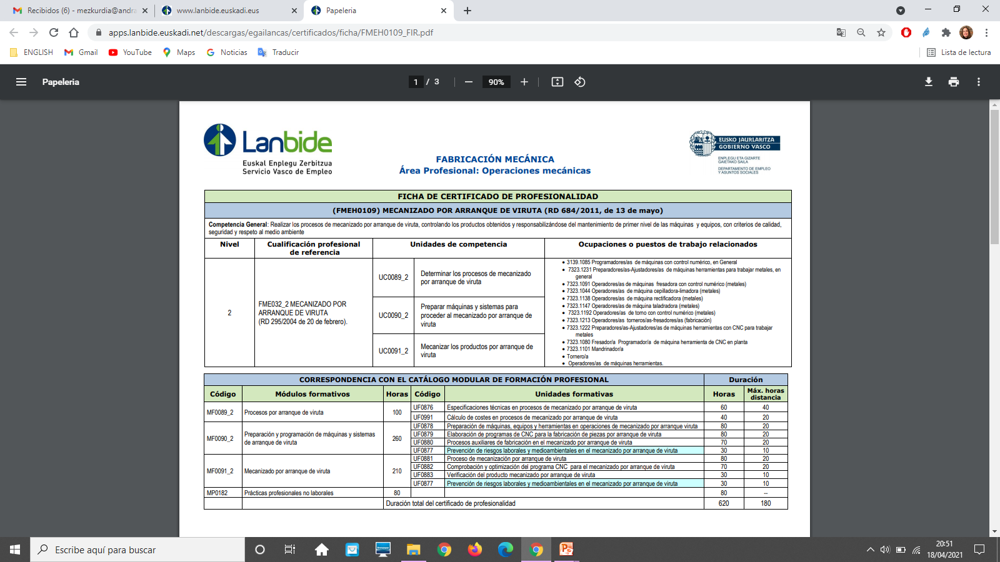 Recibidos (6) - mezkurdia@andra
www.lanbide.euskadi.eus
Papeleria
apps.lanbide.euskadi.net/descargas/egailancas/certificados/ficha/FMEH0109_FIR.pdf
ENGLISH Gmail YouTube Maps Noticias Traducir Lista de lectura
Papeleria 1 / 3 90%
Lanbide
Euskal Enplegu Zerbitzua
Servicio Vasco de Empleo
FABRICACIÓN MECÁNICA
Área Profesional: Operaciones mecánicas
EUSKO JAURLARITZA
GOBIERNO VASCO
ENPLEGU ETA GIZARTE
GAIETAKO SAILA
DEPARTAMENTO DE EMPLEO
Y ASUNTOS SOCIALES
FICHA DE CERTIFICADO DE PROFESIONALIDAD
(FMEH0109) MECANIZADO POR ARRANQUE DE VIRUTA (RD 684/2011, de 13 de mayo)
Competencia General: Realizar los procesos de mecanizado por arranque de viruta, controlando los productos obtenidos y responsabilizándose del mantenimiento de primer nivel de las máquinas y equipos, con criterios de calidad,
seguridad y respeto al medio ambiente
Nivel
Cualificación profesional
de referencia
Unidades de competencia
Ocupaciones o puestos de trabajo relacionados
2
FME032_2 MECANIZADO POR
ARRANQUE DE VIRUTA
(RD 295/2004 de 20 de febrero).
UC0089_2
Determinar los procesos de mecanizado
por arranque de viruta
UC0090_2
Preparar máquinas y sistemas para
proceder al mecanizado por arranque de
viruta
UC0091_2
Mecanizar los productos por arranque de
viruta
• 3139.1085 Programadores/as de máquinas con control numérico, en General
• 7323.1231 Preparadores/as-Ajustadores/as de máquinas herramientas para trabajar metales, en
general
• 7323.1091 Operadores/as de máquinas fresadora con control numérico (metales)
• 7323.1044 Operadores/as de máquina cepilladora-limadora (metales)
• 7323.1138 Operadores/as de máquina rectificadora (metales)
• 7323.1147 Operadores/as de máquina taladradora (metales)
• 7323.1192 Operadores/as de torno con control numérico (metales)
• 7323.1213 Operadores/as torneros/as-fresadores/as (fabricación)
• 7323.1222 Preparadores/as-Ajustadores/as de máquinas herramientas con CNC para trabajar
metales
• 7323.1080 Fresador/a Programador/a de máquina herramienta de CNC en planta
• 7323.1101 Mandrinador/a
• Tornero/a
• Operadores/as de máquinas herramientas.
CORRESPONDENCIA CON EL CATÁLOGO MODULAR DE FORMACIÓN PROFESIONAL Duración
Código Módulos formativos Horas Código Unidades formativas Horas Máx. horas
distancia
MF0089_2 Procesos por arranque de viruta 100
UF0876 Especificaciones técnicas en procesos de mecanizado por arranque de viruta 60 40
UF0991 Cálculo de costes en procesos de mecanizado por arranque de viruta 40 20
MF0090_2 Preparación y programación de máquinas y sistemas
de arranque de viruta 260
UF0878 Preparación de máquinas, equipos y herramientas en operaciones de mecanizado por arranque viruta 80 20
UF0879 Elaboración de programas de CNC para la fabricación de piezas por arranque de viruta 80 20
UF0880 Procesos auxiliares de fabricación en el mecanizado por arranque de viruta 70 20
UF0877 Prevención de riesgos laborales y medioambientales en el mecanizado por arranque de viruta 30 10
MF0091_2 Mecanizado por arranque de viruta 210
UF0881 Proceso de mecanización por arranque de viruta 80 20
UF0882 Comprobación y optimización del programa CNC para el mecanizado por arranque de viruta 70 20
UF0883 Verificación del producto mecanizado por arranque de viruta 30 10
UF0877 Prevención de riesgos laborales y medioambientales en el mecanizado por arranque de viruta 30 10
MP0182 Prácticas profesionales no laborales 80 80 --
Duración total del certificado de profesionalidad 620 180
Escribe aquí para buscar
20:51
18/04/2021